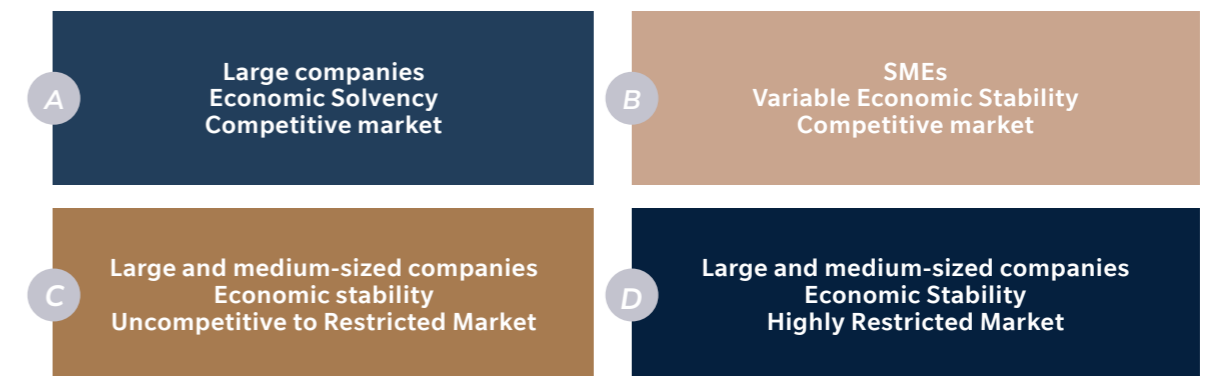 A
Large companies
Economic Solvency
Competitive market
B
SMEs
Variable Economic Stability
Competitive market
C
Large and medium-sized companies
Economic stability
Uncompetitive to Restricted Market
D
Large and medium-sized companies
Economic Stability
Highly Restricted Market